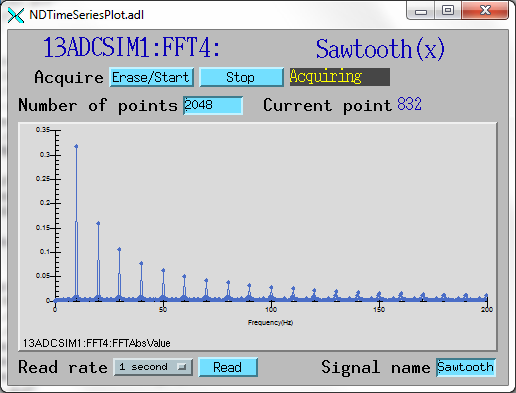 NDTimeSeriesPlot.adl
13ADCSIM1:FFT4: Sawtooth(x)
Acquire Erase/Start Stop Acquiring
Number of points 2048 Current point 832
0.35
0.3
0.25
0.2
0.15
0.1
0.05
0
0 50 100 150 200
Frequency(Hz)
13ADCSIM1:FFT4:FFTAbsValue
Read rate 1 second Read Signal name Sawtooth